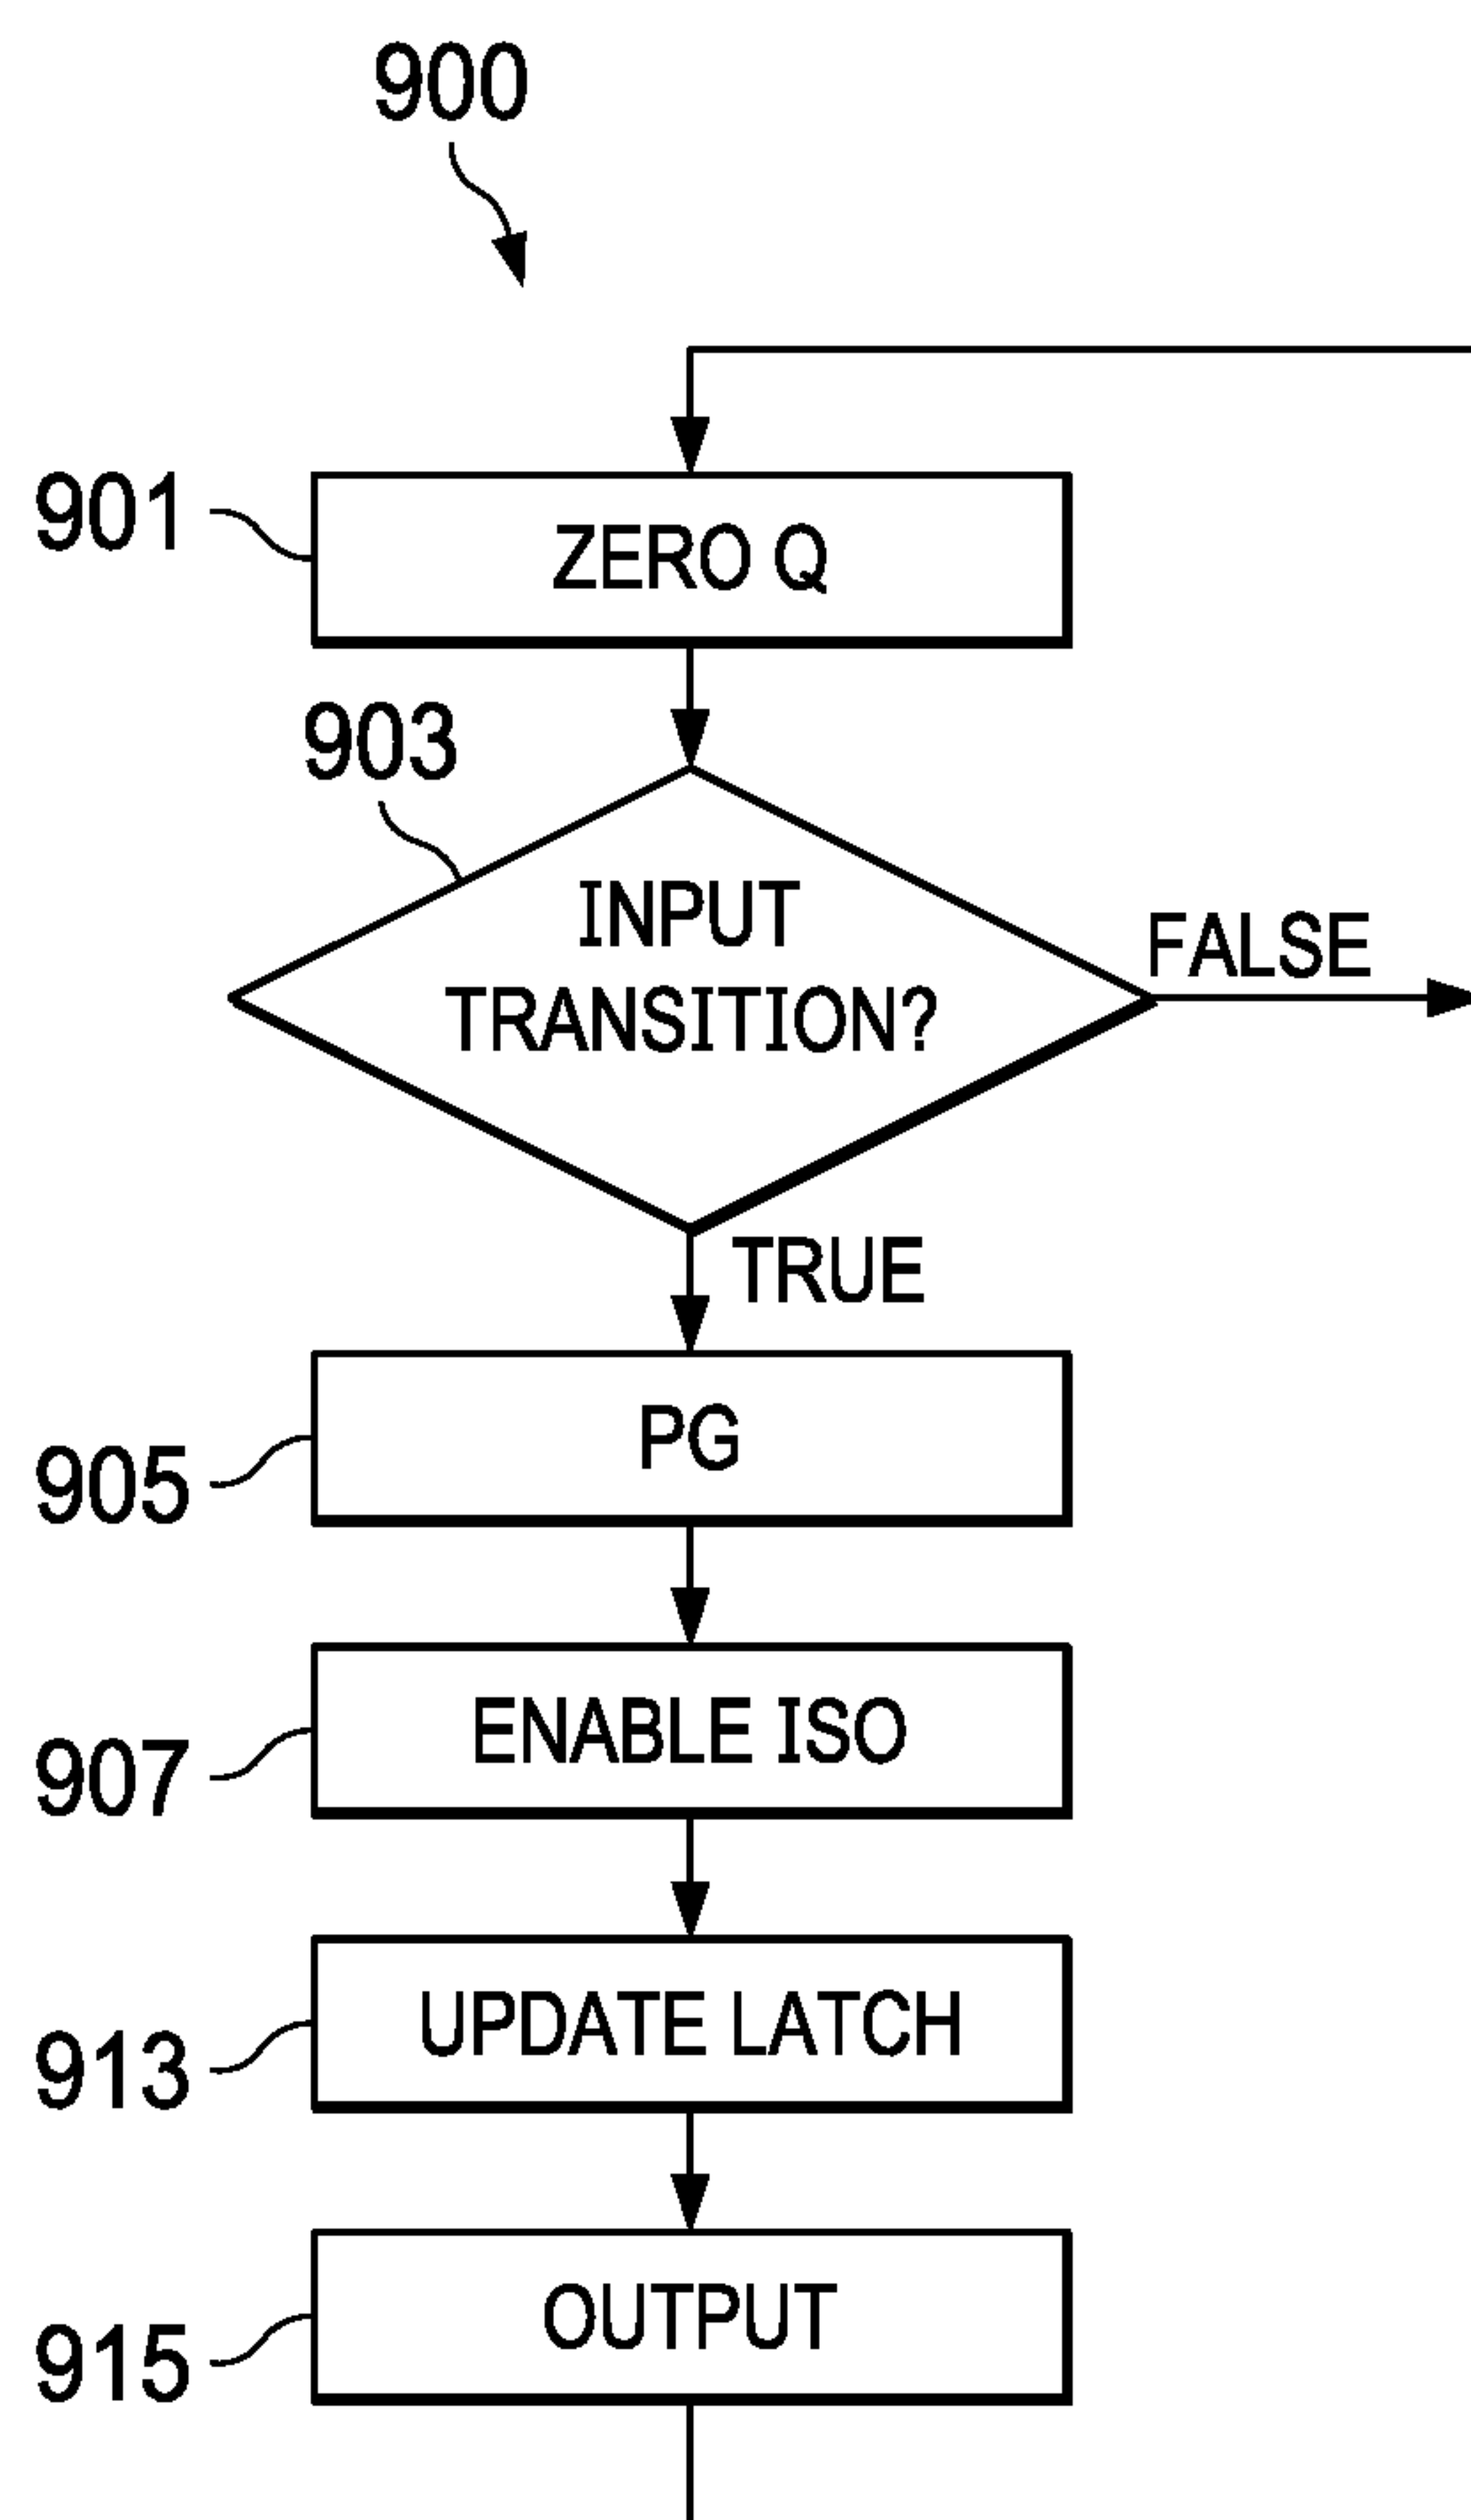 900
901
ZERO Q
903
INPUT
TRANSITION?
FALSE
TRUE
905
PG
907
ENABLE ISO
913
UPDATE LATCH
915
OUTPUT